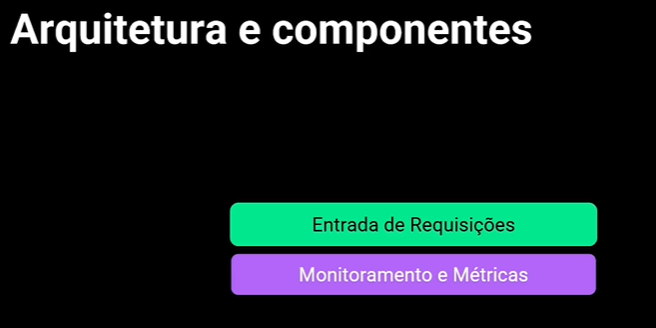 Arquitetura e componentes
Entrada de Requisições
Monitoramento e Métricas